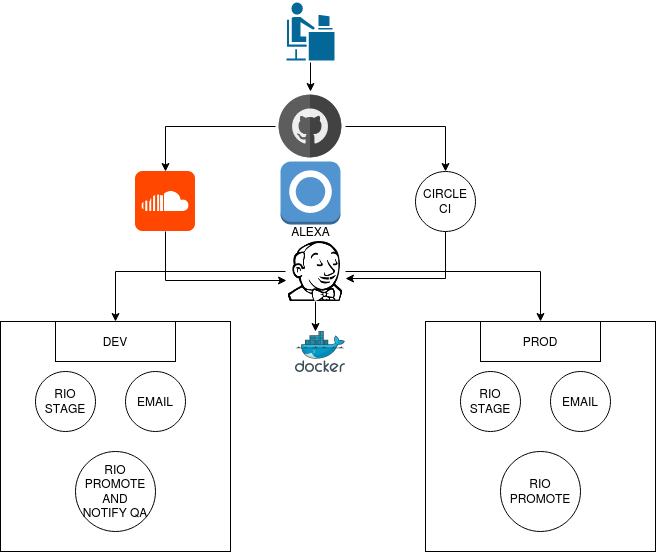 CIRCLE
CI
ALEXA
docker
DEV
PROD
RIO
STAGE
EMAIL
RIO
STAGE
EMAIL
RIO
PROMOTE
AND
NOTIFY QA
RIO
PROMOTE